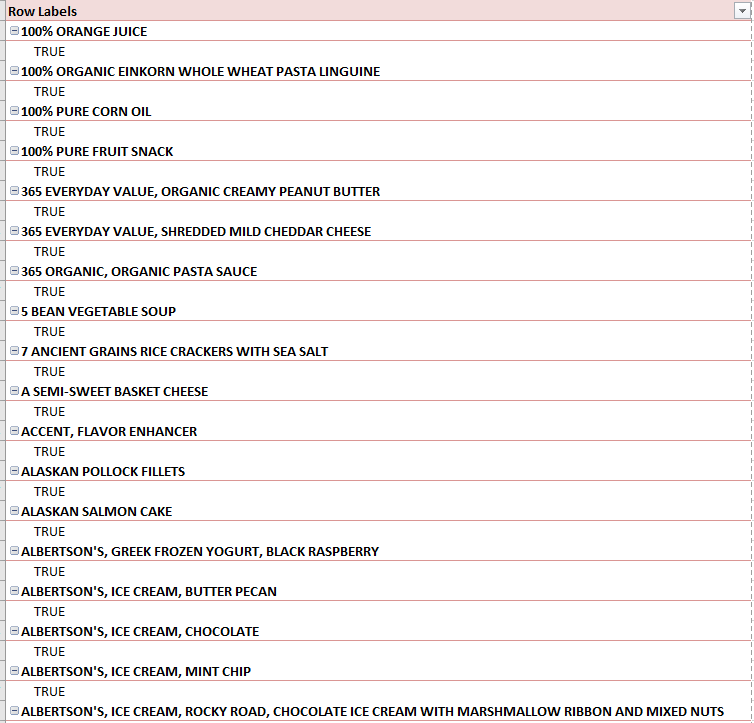 Row Labels
100% ORANGE JUICE
TRUE
100% ORGANIC EINKORN WHOLE WHEAT PASTA LINGUINE
TRUE
100% PURE CORN OIL
TRUE
100% PURE FRUIT SNACK
TRUE
365 EVERYDAY VALUE, ORGANIC CREAMY PEANUT BUTTER
TRUE
365 EVERYDAY VALUE, SHREDDED MILD CHEDDAR CHEESE
TRUE
365 ORGANIC, ORGANIC PASTA SAUCE
TRUE
5 BEAN VEGETABLE SOUP
TRUE
7 ANCIENT GRAINS RICE CRACKERS WITH SEA SALT
TRUE
A SEMI-SWEET BASKET CHEESE
TRUE
ACCENT, FLAVOR ENHANCER
TRUE
ALASKAN POLLOCK FILLETS
TRUE
ALASKAN SALMON CAKE
TRUE
ALBERTSON'S, GREEK FROZEN YOGURT, BLACK RASPBERRY
TRUE
ALBERTSON'S, ICE CREAM, BUTTER PECAN
TRUE
ALBERTSON'S, ICE CREAM, CHOCOLATE
TRUE
ALBERTSON'S, ICE CREAM, MINT CHIP
TRUE
ALBERTSON'S, ICE CREAM, ROCKY ROAD, CHOCOLATE ICE CREAM WITH MARSHMALLOW RIBBON AND MIXED NUTS